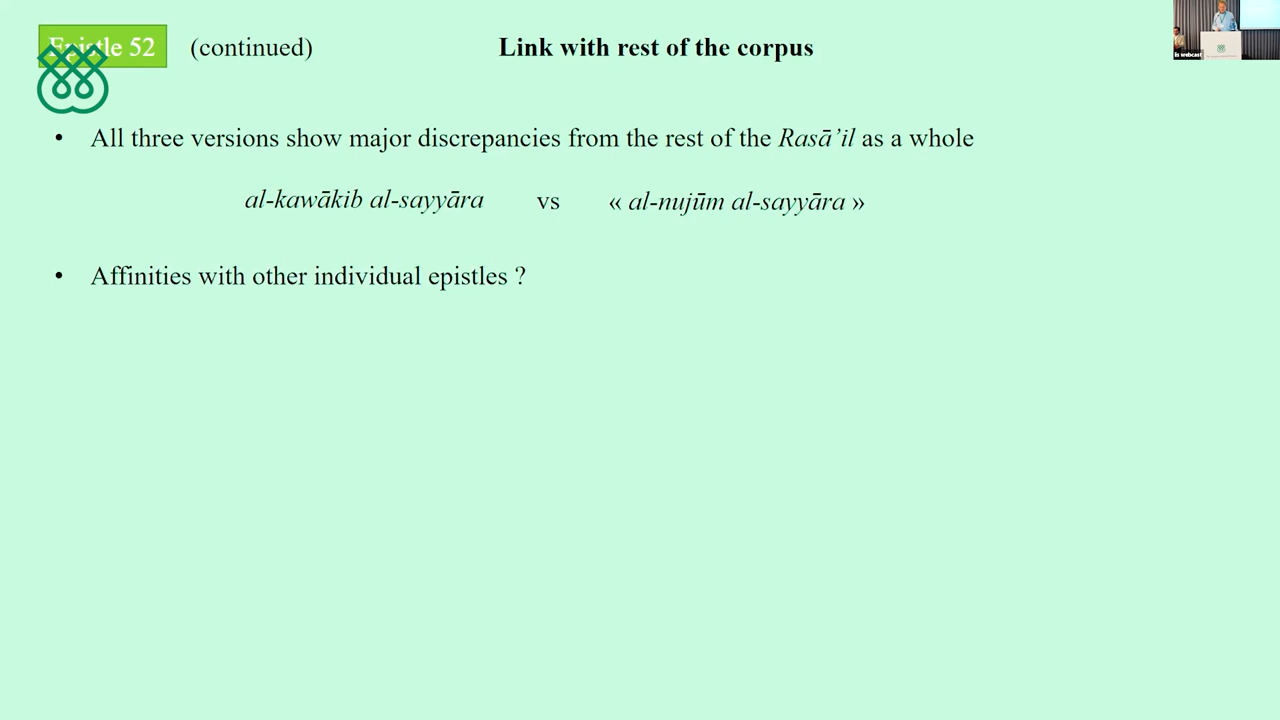 Epistle 52 (continued) Link with rest of the corpus
• All three versions show major discrepancies from the rest of the Rasā’il as a whole
al-kawākib al-sayyāra vs « al-nujūm al-sayyāra »
• Affinities with other individual epistles ?
is webcast